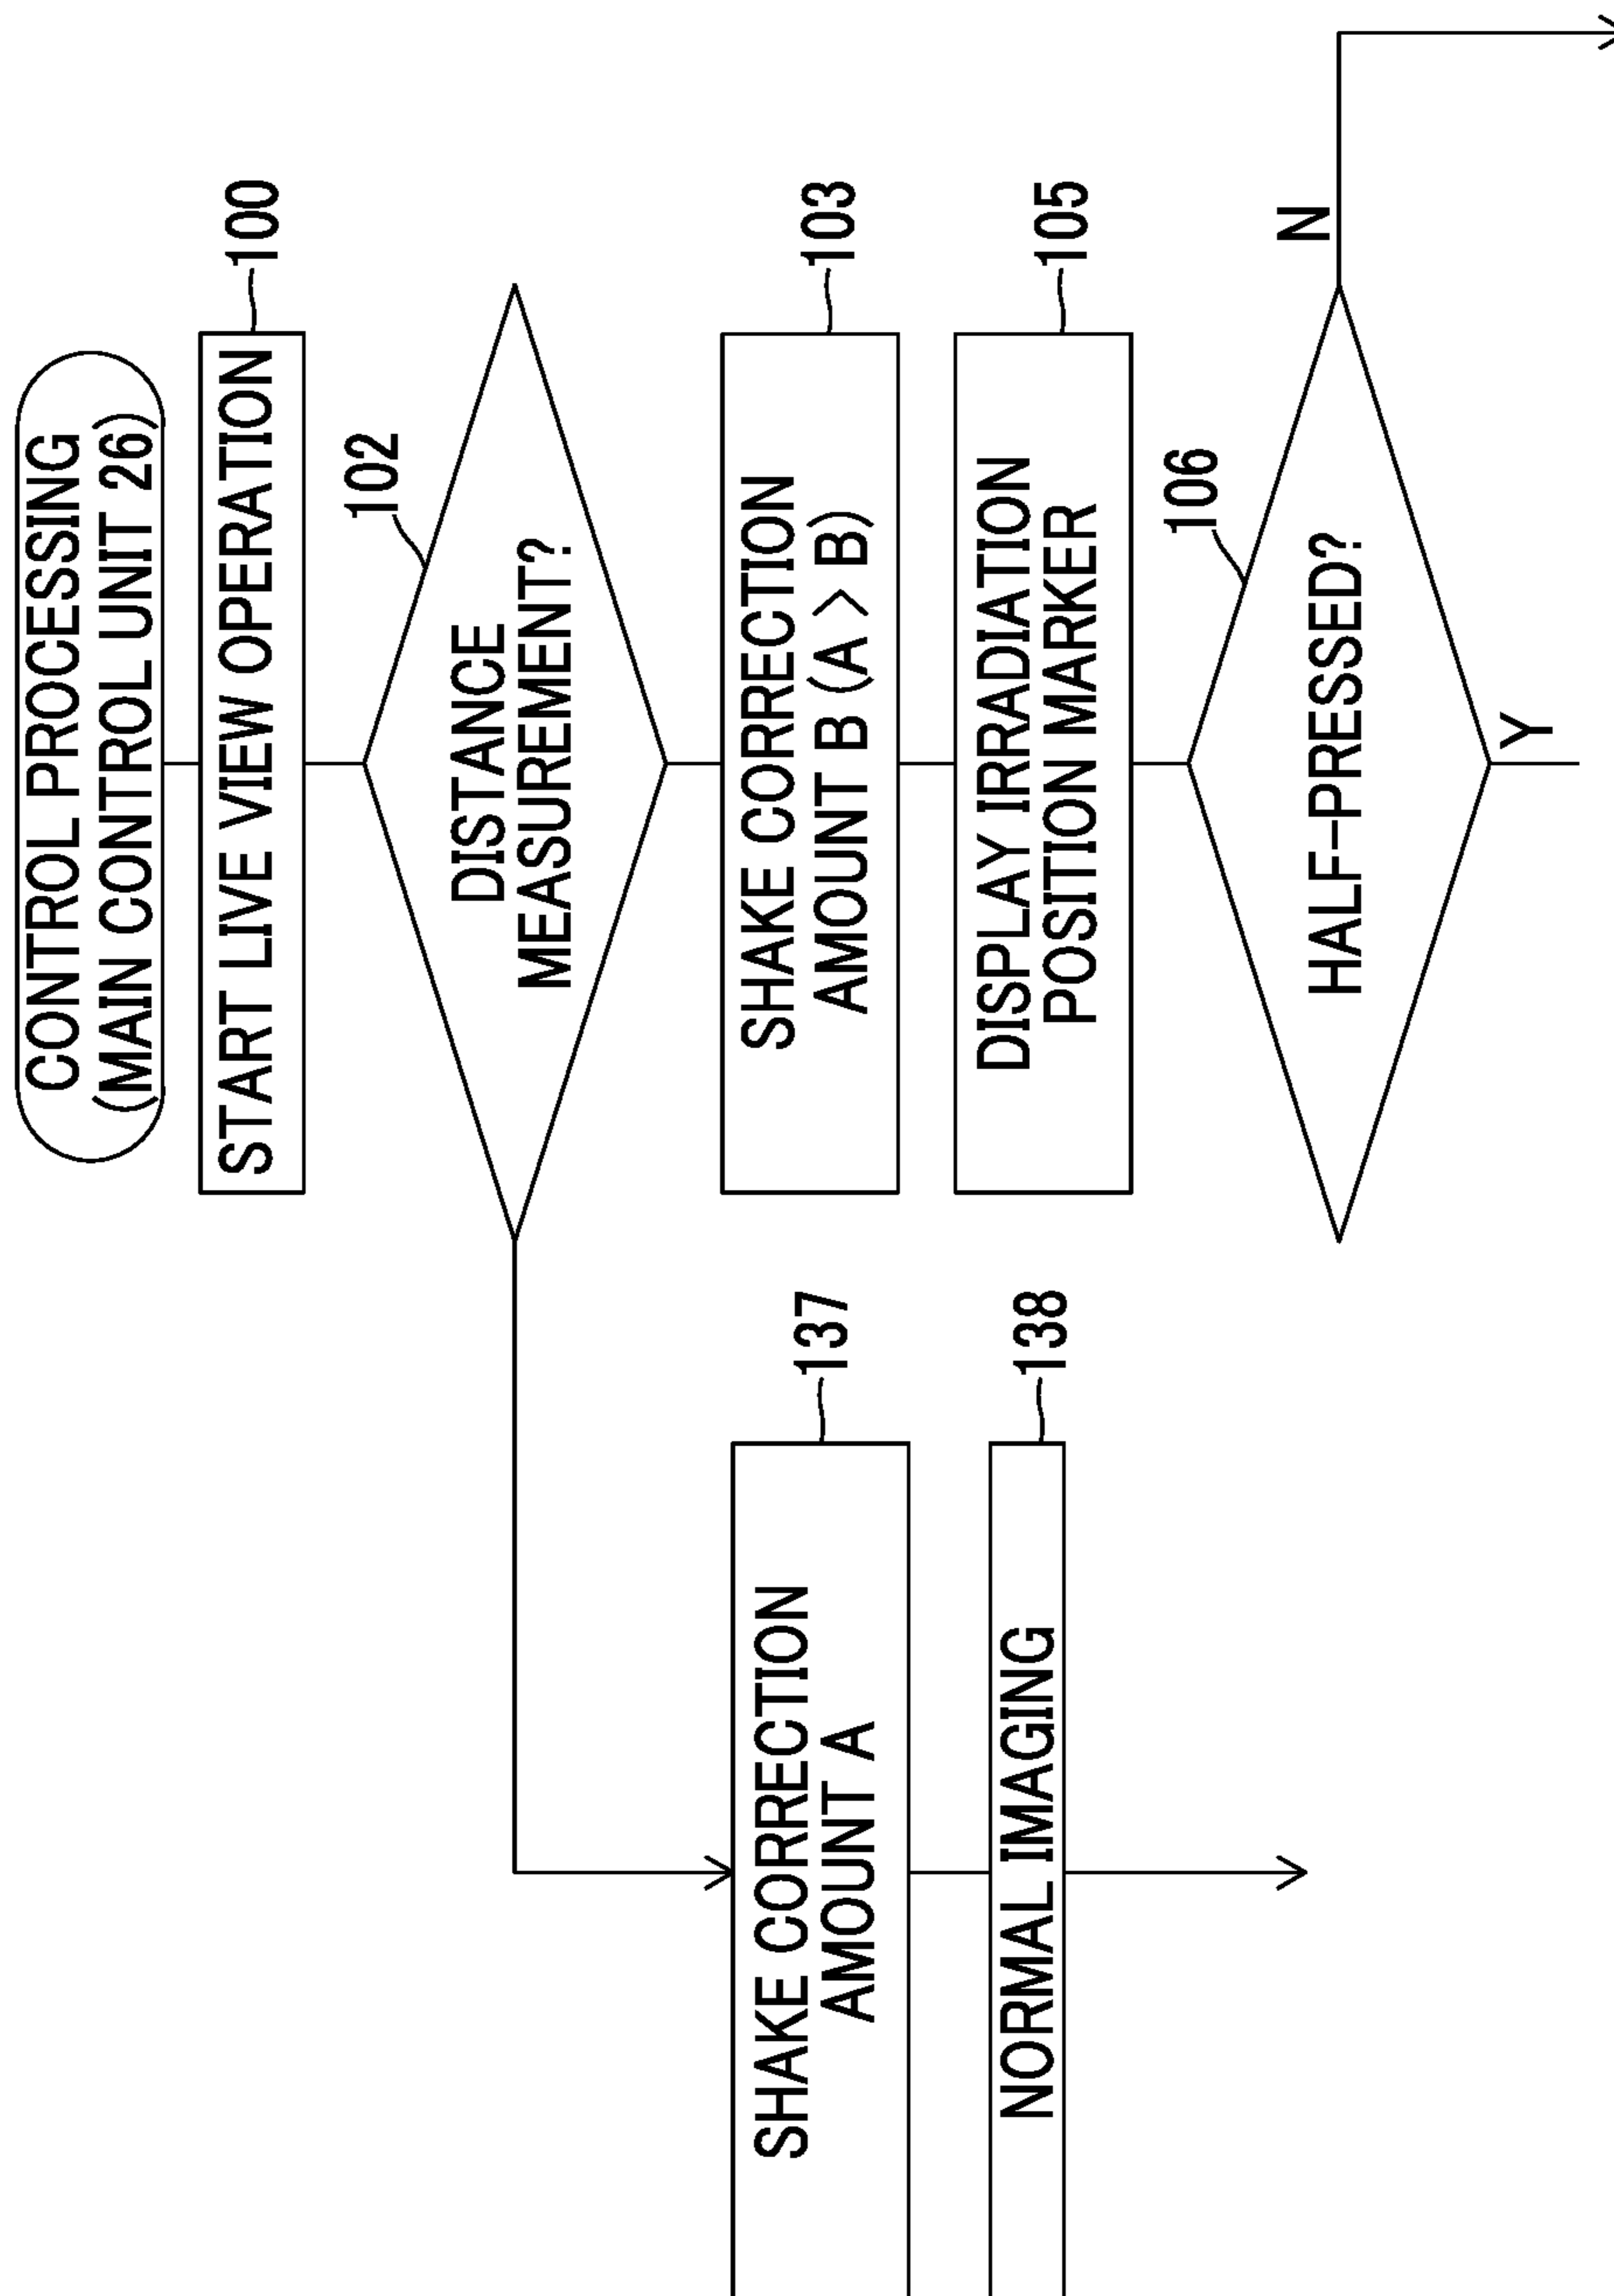 CONTROL PROCESSING
(MAIN CONTROL UNIT 26)
START LIVE VIEW OPERATION
100
102
DISTANCE
MEASUREMENT?
SHAKE CORRECTION
AMOUNT B (A > B)
103
SHAKE CORRECTION
AMOUNT A
137
DISPLAY IRRADIATION
POSITION MARKER
105
NORMAL IMAGING
138
106
HALF-PRESSED?
N
Y